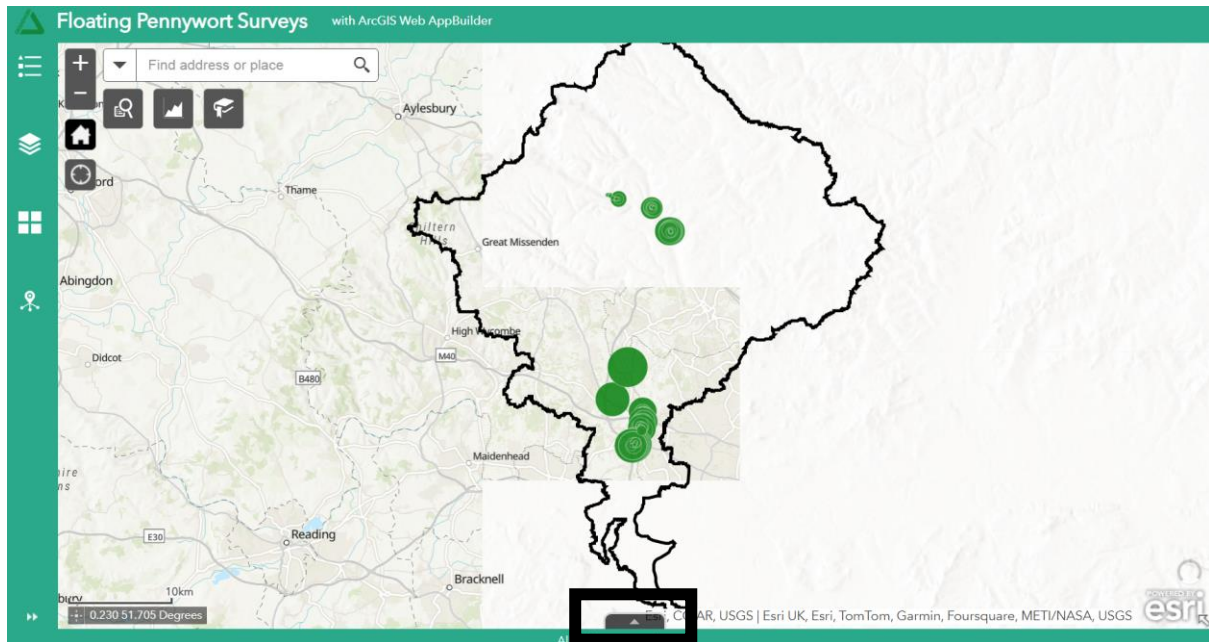 Floating Pennywort Surveys with ArcGIS Web AppBuilder
Find address or place
Aylesbury
Thame
Great Missenden
Abingdon
High Wycombe
M40
Didcot
B480
Maidenhead
E30
Reading
Bracknell
10km
0.230 51.705 Degrees
USGS | Esri UK, Esri, TomTom, Garmin, Foursquare, METI/NASA, USGS
POWERED BY
esri